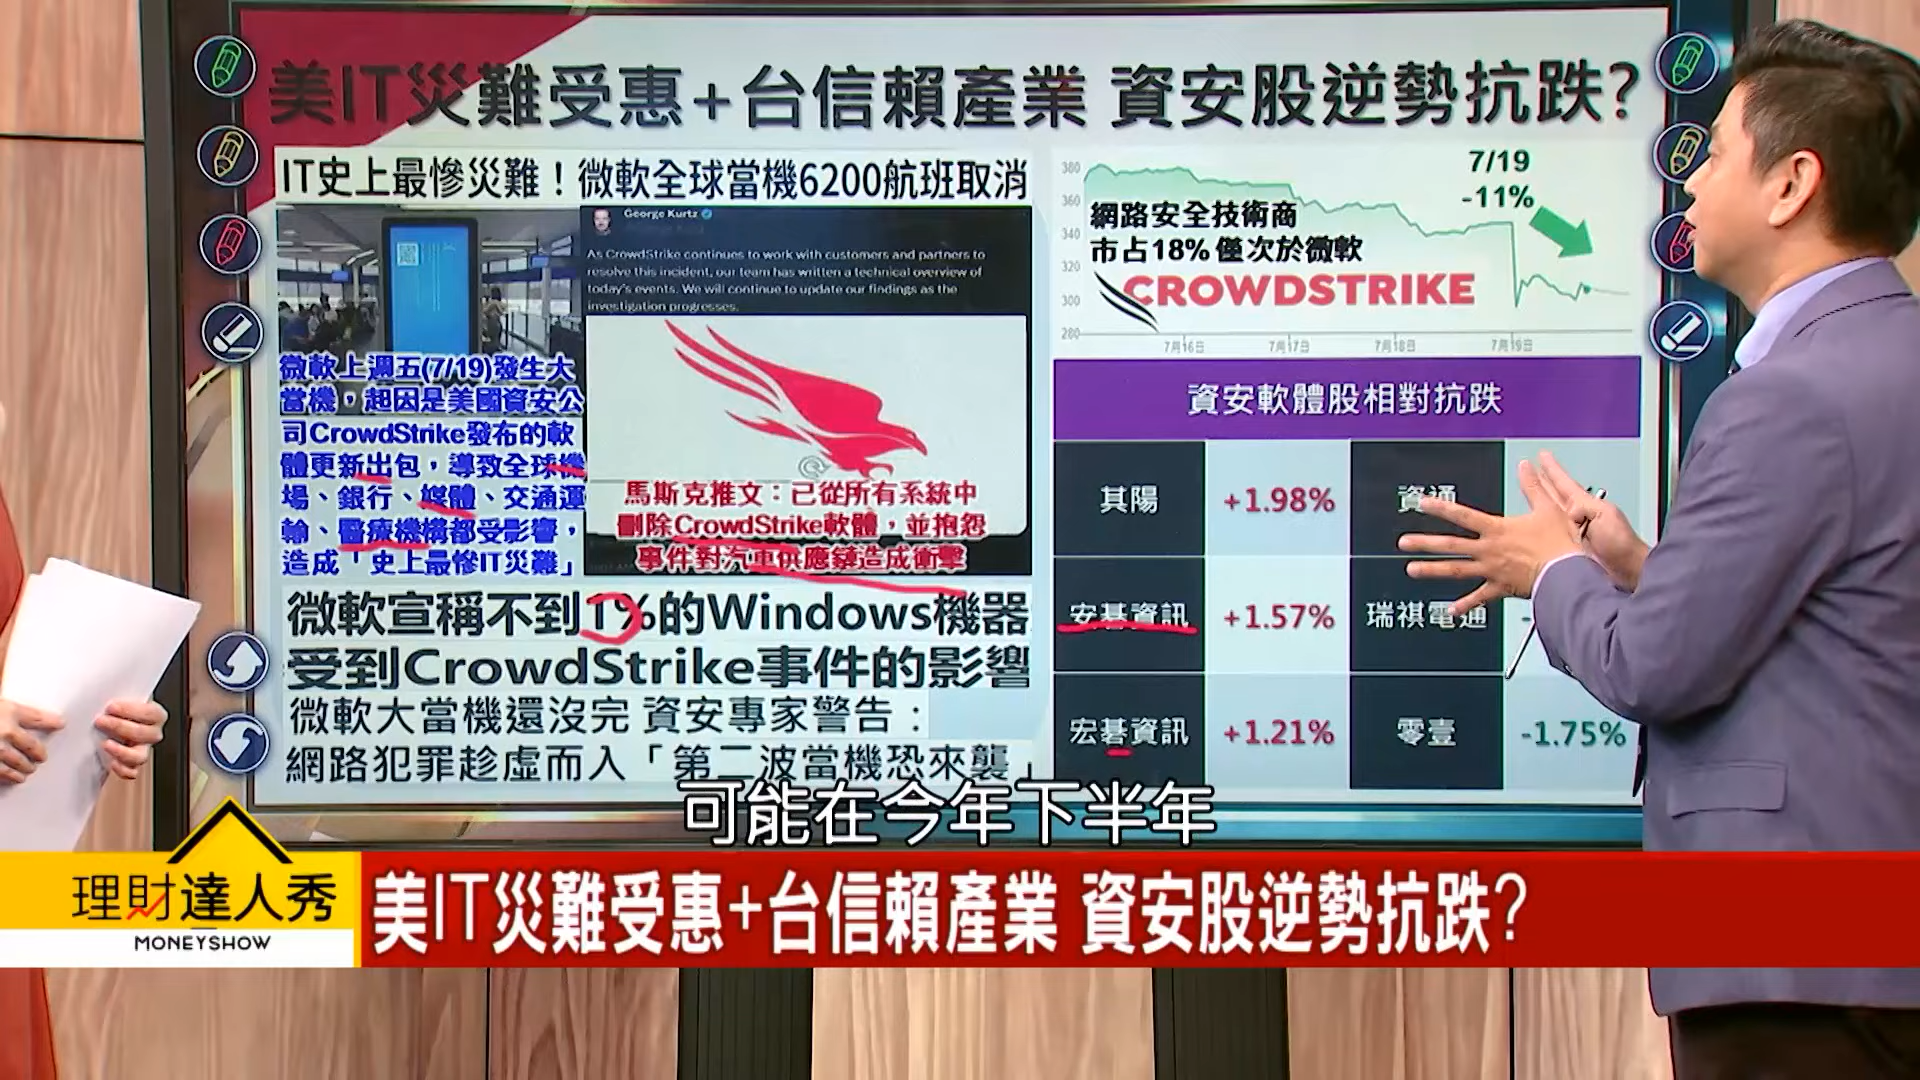 美IT災難受惠+台信賴產業 資安股逆勢抗跌?
IT史上最慘災難！微軟全球當機6200航班取消
George Kurtz
As CrowdStrike continues to work with customers and partners to
resolve this incident, our team has written a technical overview of
today's events. We will continue to update our findings as the
investigation progresses.
微軟上週五(7/19)發生大
當機，起因是美國資安公
司CrowdStrike發布的軟
體更新出包，導致全球機
場、銀行、媒體、交通運
輸、醫療機構都受影響，
造成「史上最慘IT災難」
馬斯克推文：已從所有系統中
刪除CrowdStrike軟體，並抱怨
事件對汽車供應鏈造成衝擊
微軟宣稱不到1%的Windows機器
受到CrowdStrike事件的影響
微軟大當機還沒完 資安專家警告：
網路犯罪趁虛而入「第二波當機恐來襲」
380
360
340
320
300
280
7/19
-11%
網路安全技術商
市占18% 僅次於微軟
CROWDSTRIKE
7月16日
7月17日
7月18日
7月19日
資安軟體股相對抗跌
其陽 +1.98% 資通
安碁資訊 +1.57% 瑞祺電通
宏碁資訊 +1.21% 零壹 -1.75%
可能在今年下半年
理財達人秀
MONEYSHOW
美IT災難受惠+台信賴產業 資安股逆勢抗跌?